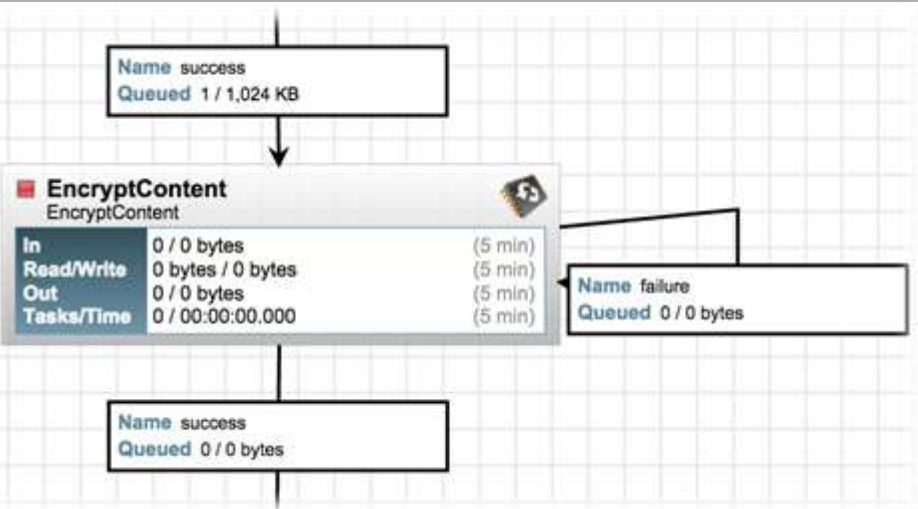 Name success
Queued 1 / 1,024 KB
EncryptContent
EncryptContent
In 0 / 0 bytes (5 min)
Read/Write 0 bytes / 0 bytes (5 min)
Out 0 / 0 bytes (5 min)
Tasks/Time 0 / 00:00:00.000 (5 min)
Name failure
Queued 0 / 0 bytes
Name success
Queued 0 / 0 bytes